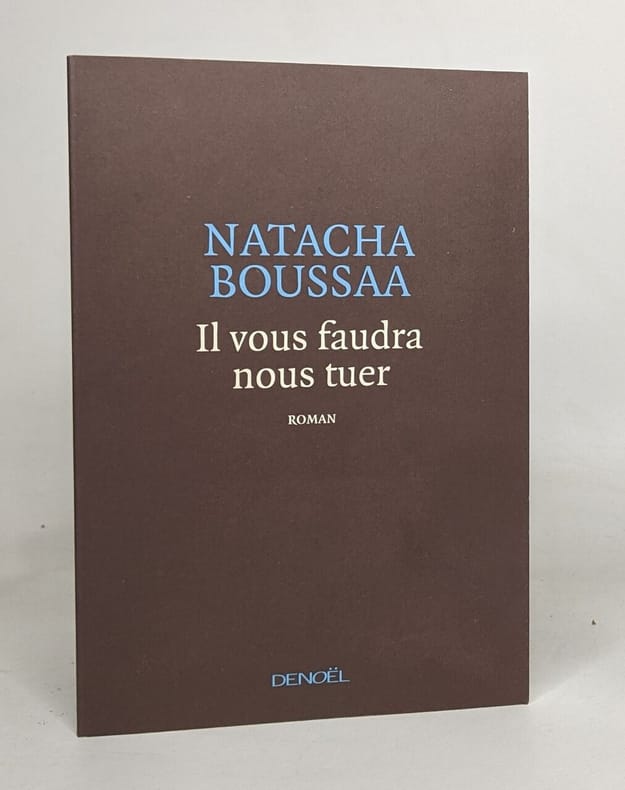 NATACHA
BOUSSAA
Il vous faudra
nous tuer
ROMAN
DENOËL